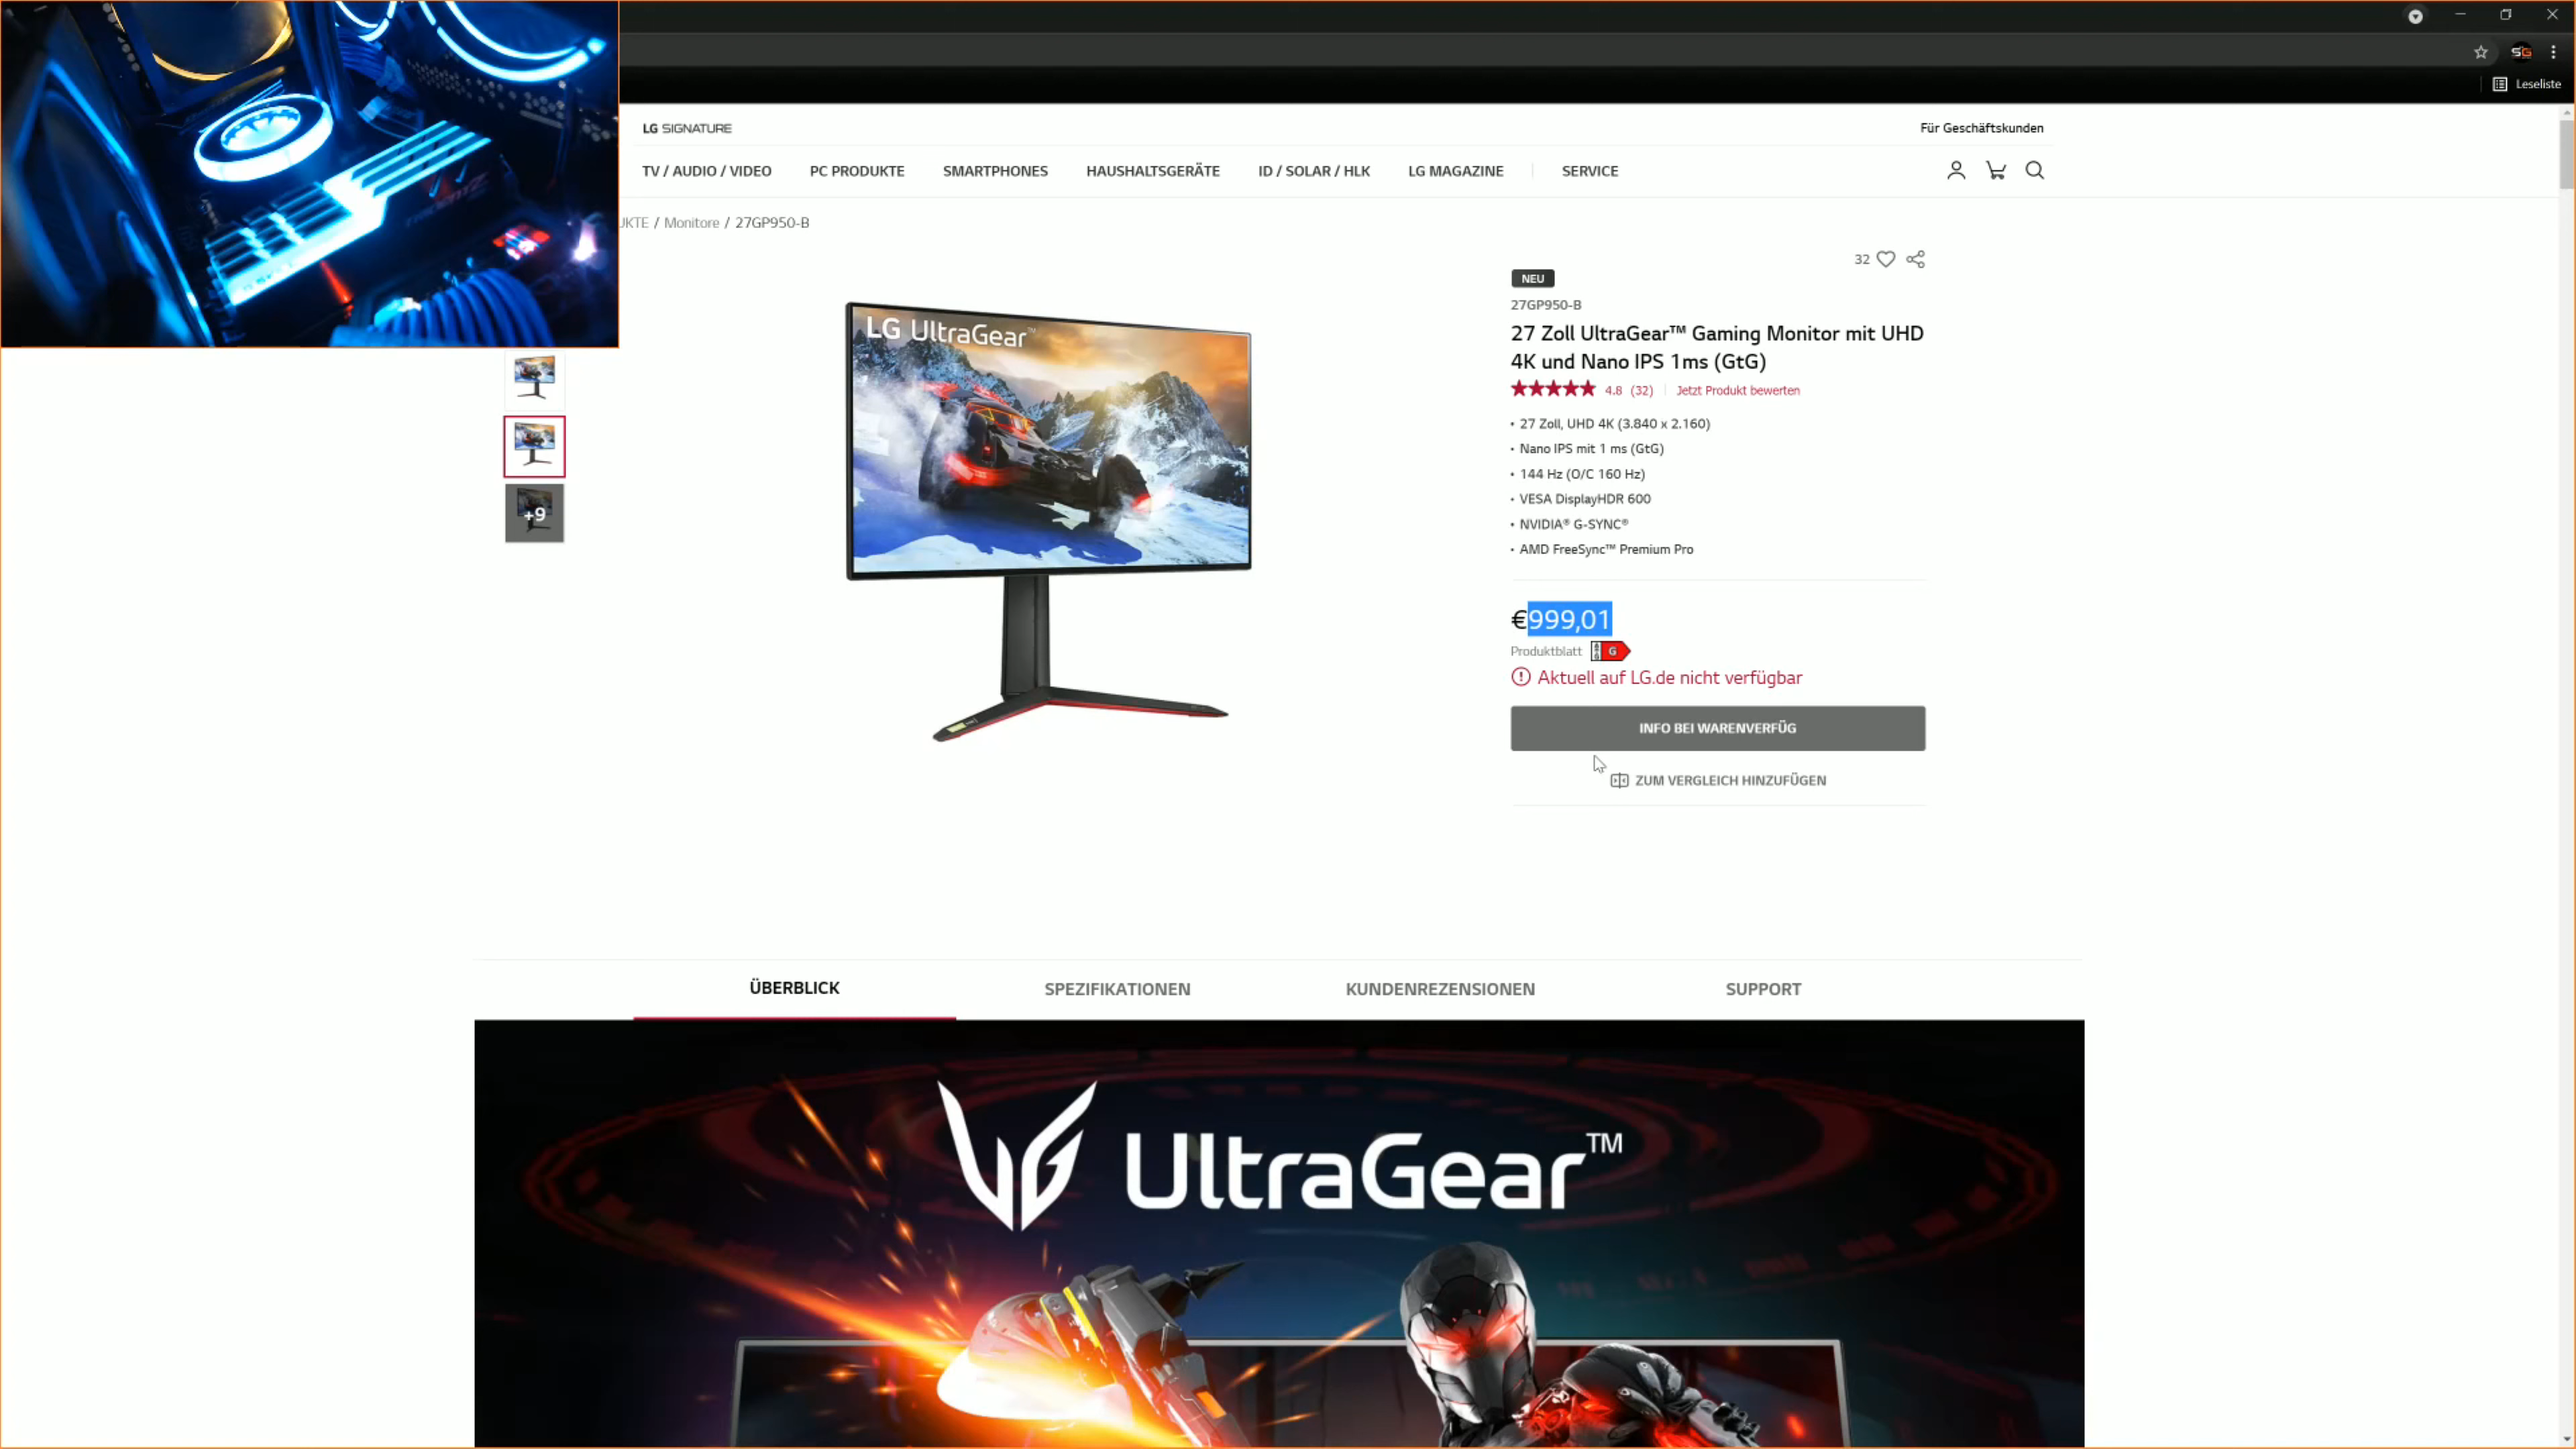 SG
Leseliste
LG SIGNATURE
Für Geschäftskunden
TV / AUDIO / VIDEO
PC PRODUKTE
SMARTPHONES
HAUSHALTSGERÄTE
ID / SOLAR / HLK
LG MAGAZINE
SERVICE
/ Monitore / 27GP950-B
32
NEU
27GP950-B
27 Zoll UltraGear™ Gaming Monitor mit UHD
4K und Nano IPS 1ms (GtG)
4.8 (32)
Jetzt Produkt bewerten
• 27 Zoll, UHD 4K (3.840 x 2.160)
• Nano IPS mit 1 ms (GtG)
• 144 Hz (O/C 160 Hz)
• VESA DisplayHDR 600
• NVIDIA® G-SYNC®
• AMD FreeSync™ Premium Pro
LG UltraGear™
+9
€999,01
Produktblatt
G
Aktuell auf LG.de nicht verfügbar
INFO BEI WARENVERFÜG
ZUM VERGLEICH HINZUFÜGEN
ÜBERBLICK
SPEZIFIKATIONEN
KUNDENREZENSIONEN
SUPPORT
UltraGear™